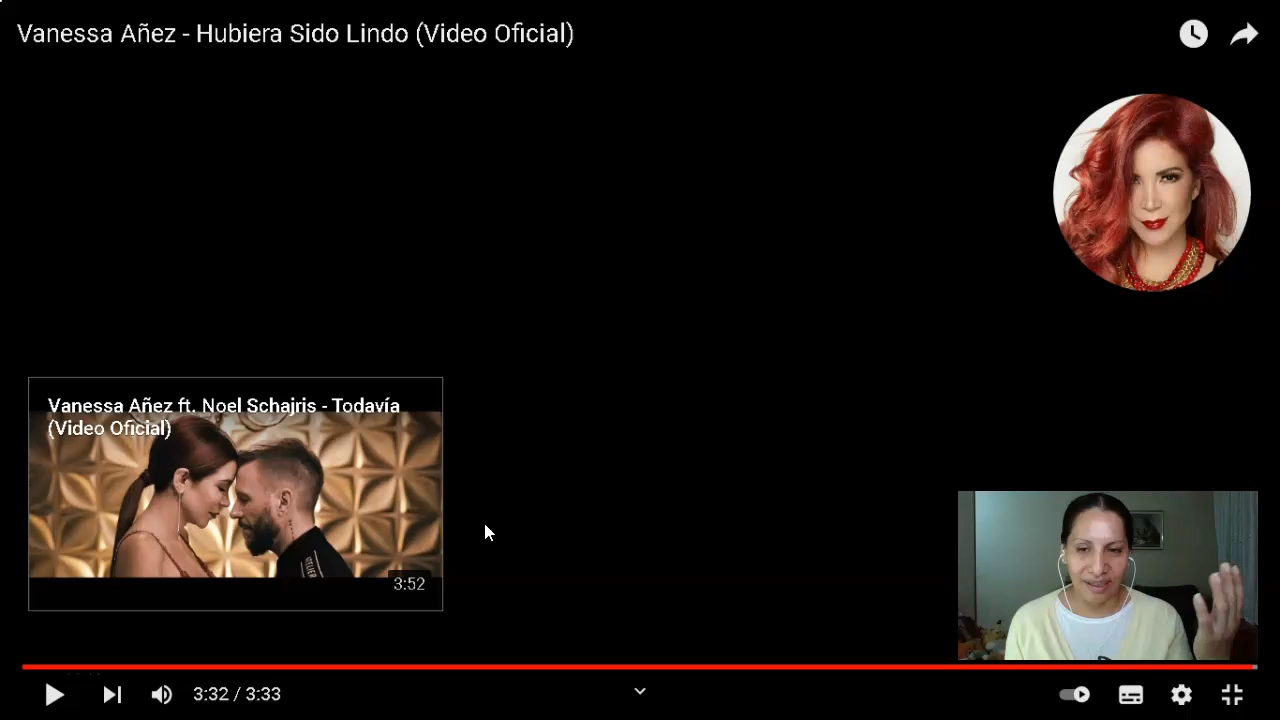 Vanessa Añez - Hubiera Sido Lindo (Video Oficial)
Vanessa Añez ft. Noel Schajris - Todavía
(Video Oficial)
3:52
3:32 / 3:33